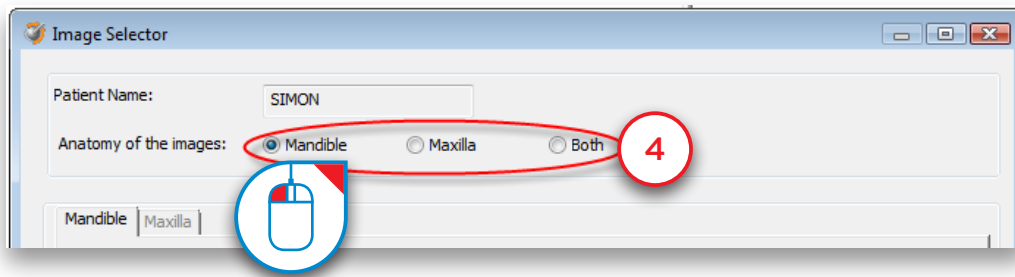 Image Selector
Patient Name: SIMON
Anatomy of the images: Mandible Maxilla Both 4
Mandible Maxilla